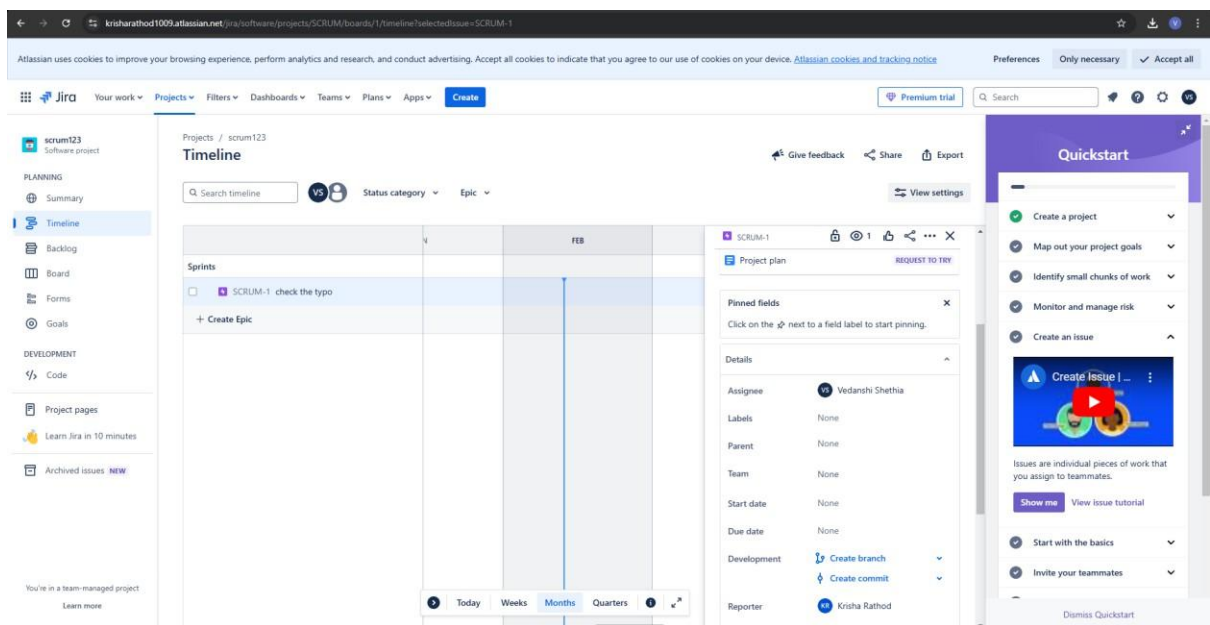 krisharathod1009.atlassian.net/jira/software/projects/SCRUM/boards/1/timeline?selectedIssue=SCRUM-1
Atlassian uses cookies to improve your browsing experience, perform analytics and research, and conduct advertising. Accept all cookies to indicate that you agree to our use of cookies on your device. Atlassian cookies and tracking notice
Preferences Only necessary Accept all
Jira Your work Projects Filters Dashboards Teams Plans Apps Create Premium trial Search VS
scrum123
Software project
PLANNING
Summary
Timeline
Backlog
Board
Forms
Goals
DEVELOPMENT
Code
Project pages
Learn Jira in 10 minutes
Archived issues NEW
You're in a team-managed project
Learn more
Projects / scrum123
Timeline
Give feedback Share Export
Search timeline VS Status category Epic View settings
FEB
Sprints
SCRUM-1 check the typo
+ Create Epic
Today Weeks Months Quarters
SCRUM-1 1
Project plan REQUEST TO TRY
Pinned fields
Click on the next to a field label to start pinning.
Details
Assignee VS Vedanshi Shethia
Labels None
Parent None
Team None
Start date None
Due date None
Development Create branch
Create commit
Reporter KR Krisha Rathod
Quickstart
Create a project
Map out your project goals
Identify small chunks of work
Monitor and manage risk
Create an issue
Create Issue | ...
Issues are individual pieces of work that
you assign to teammates.
Show me View issue tutorial
Start with the basics
Invite your teammates
Dismiss Quickstart